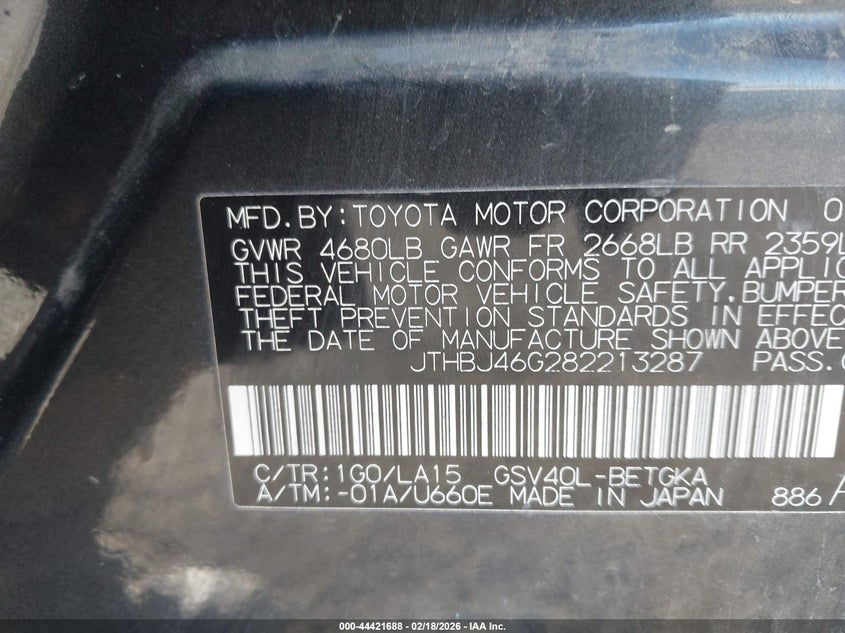 MFD.BY:TOYOTA MOTOR CORPORATION 0
GVWR 4680LB GAWR FR 2668LB RR 2359L
THIS VEHICLE CONFORMS TO ALL APPLIC
FEDERAL MOTOR VEHICLE SAFETY.BUMPER
THEFT PREVENTION STANDARDS IN EFFEC
THE DATE OF MANUFACTURE SHOWN ABOVE
JTHBJ46G282213287 PASS.C
C/TR:1G0/LA15 GSV40L-BETGKA
A/TM:-01A/U660E MADE IN JAPAN 886
000-44421688 - 02/18/2026 - IAA Inc.